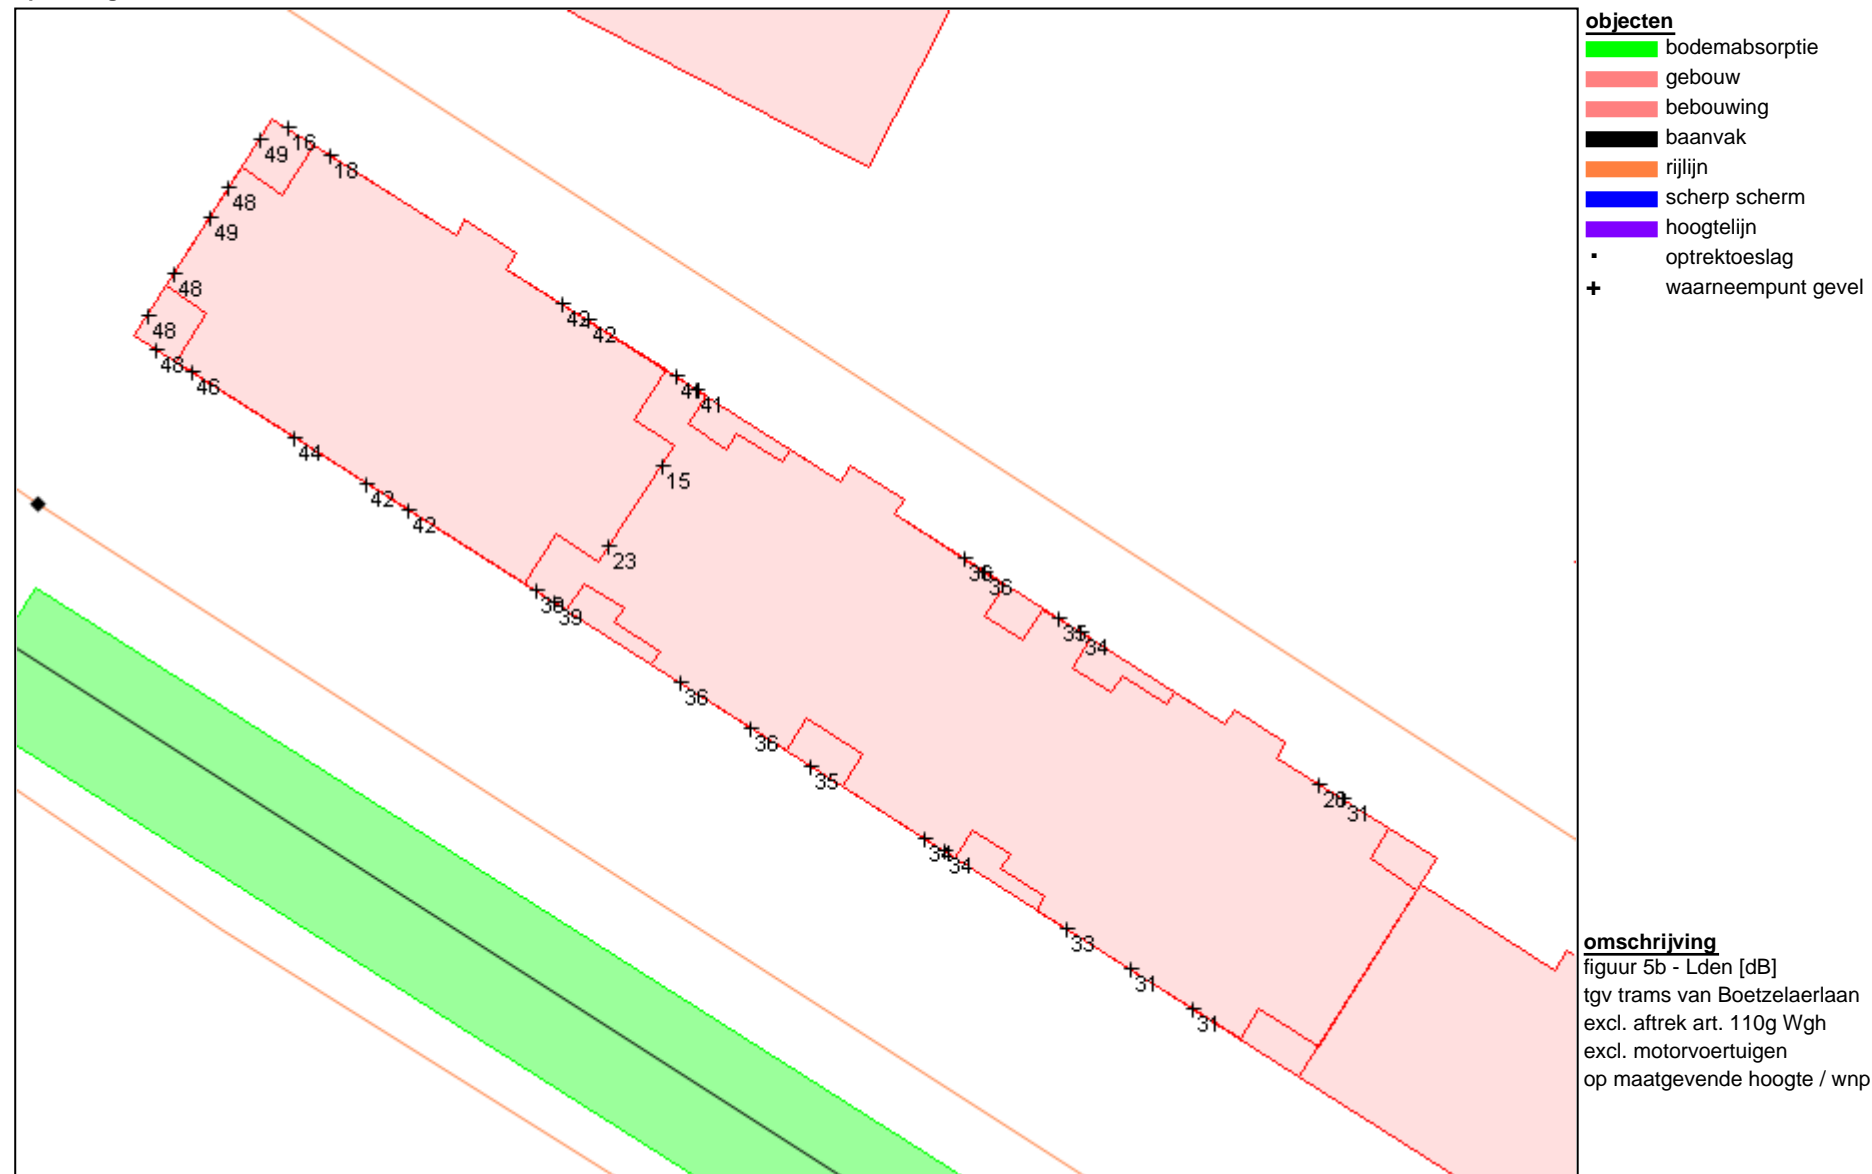 objecten
bodemabsorptie
gebouw
bebouwing
baanvak
rijlijn
scherp scherm
hoogtelijn
optrektoeslag
waarneempunt gevel
16
49
18
48
49
48
48
48
46
44
42
42
42
42
41
41
15
23
39
36
36
35
36
34
34
33
31
31
31
omschrijving
figuur 5b - Lden [dB]
tgv trams van Boetzelaerlaan
excl. aftrek art. 110g Wgh
excl. motorvoertuigen
op maatgevende hoogte / wnp